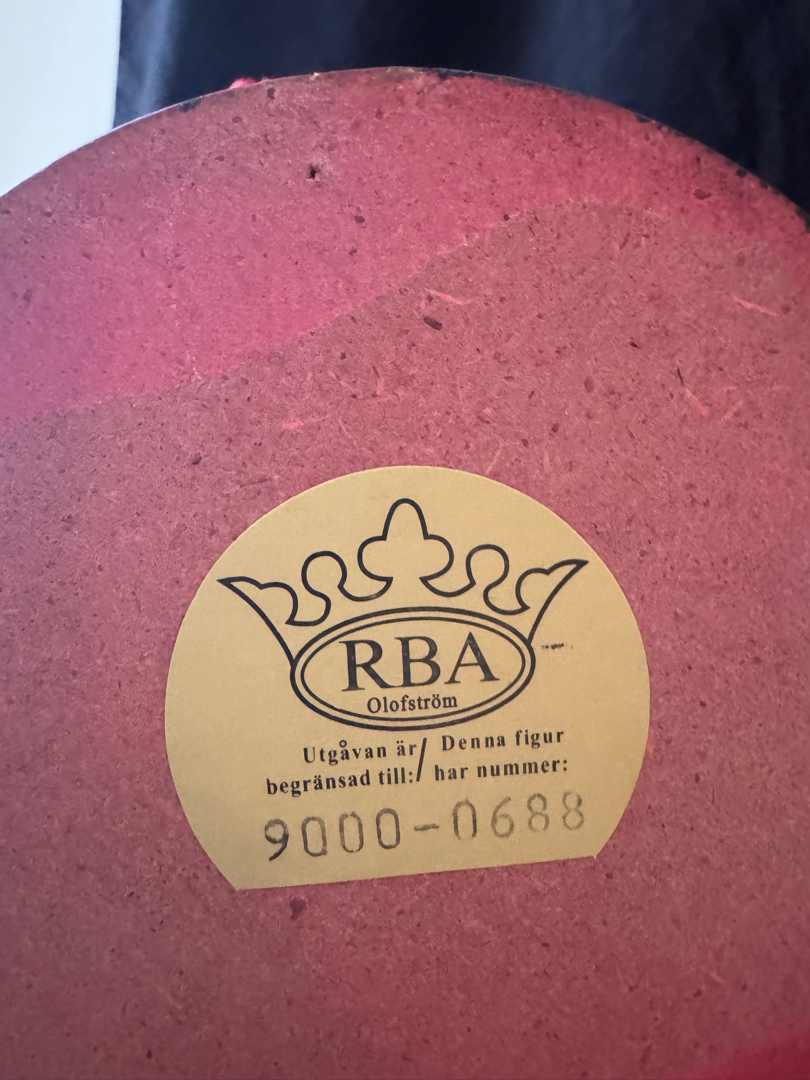 RBA
Olofström
Utgåvan är/ Denna figur
begränsad till:/ har nummer:
9000-0688